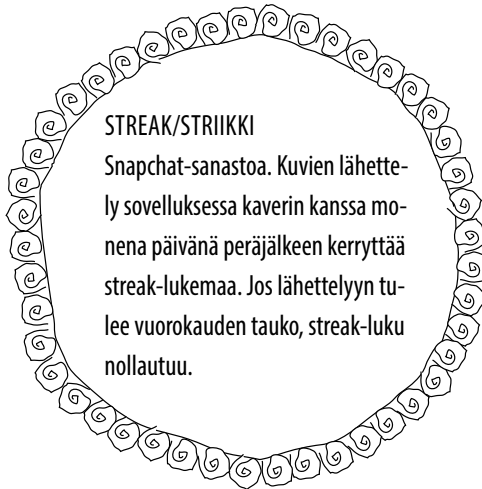 STREAK/STRIIKKI
Snapchat-sanastoa. Kuvien lähette-
ly sovelluksessa kaverin kanssa mo-
nena päivänä peräjälkeen kerryttää
streak-lukemaa. Jos lähettelyyn tu-
lee vuorokauden tauko, streak-luku
nollautuu.